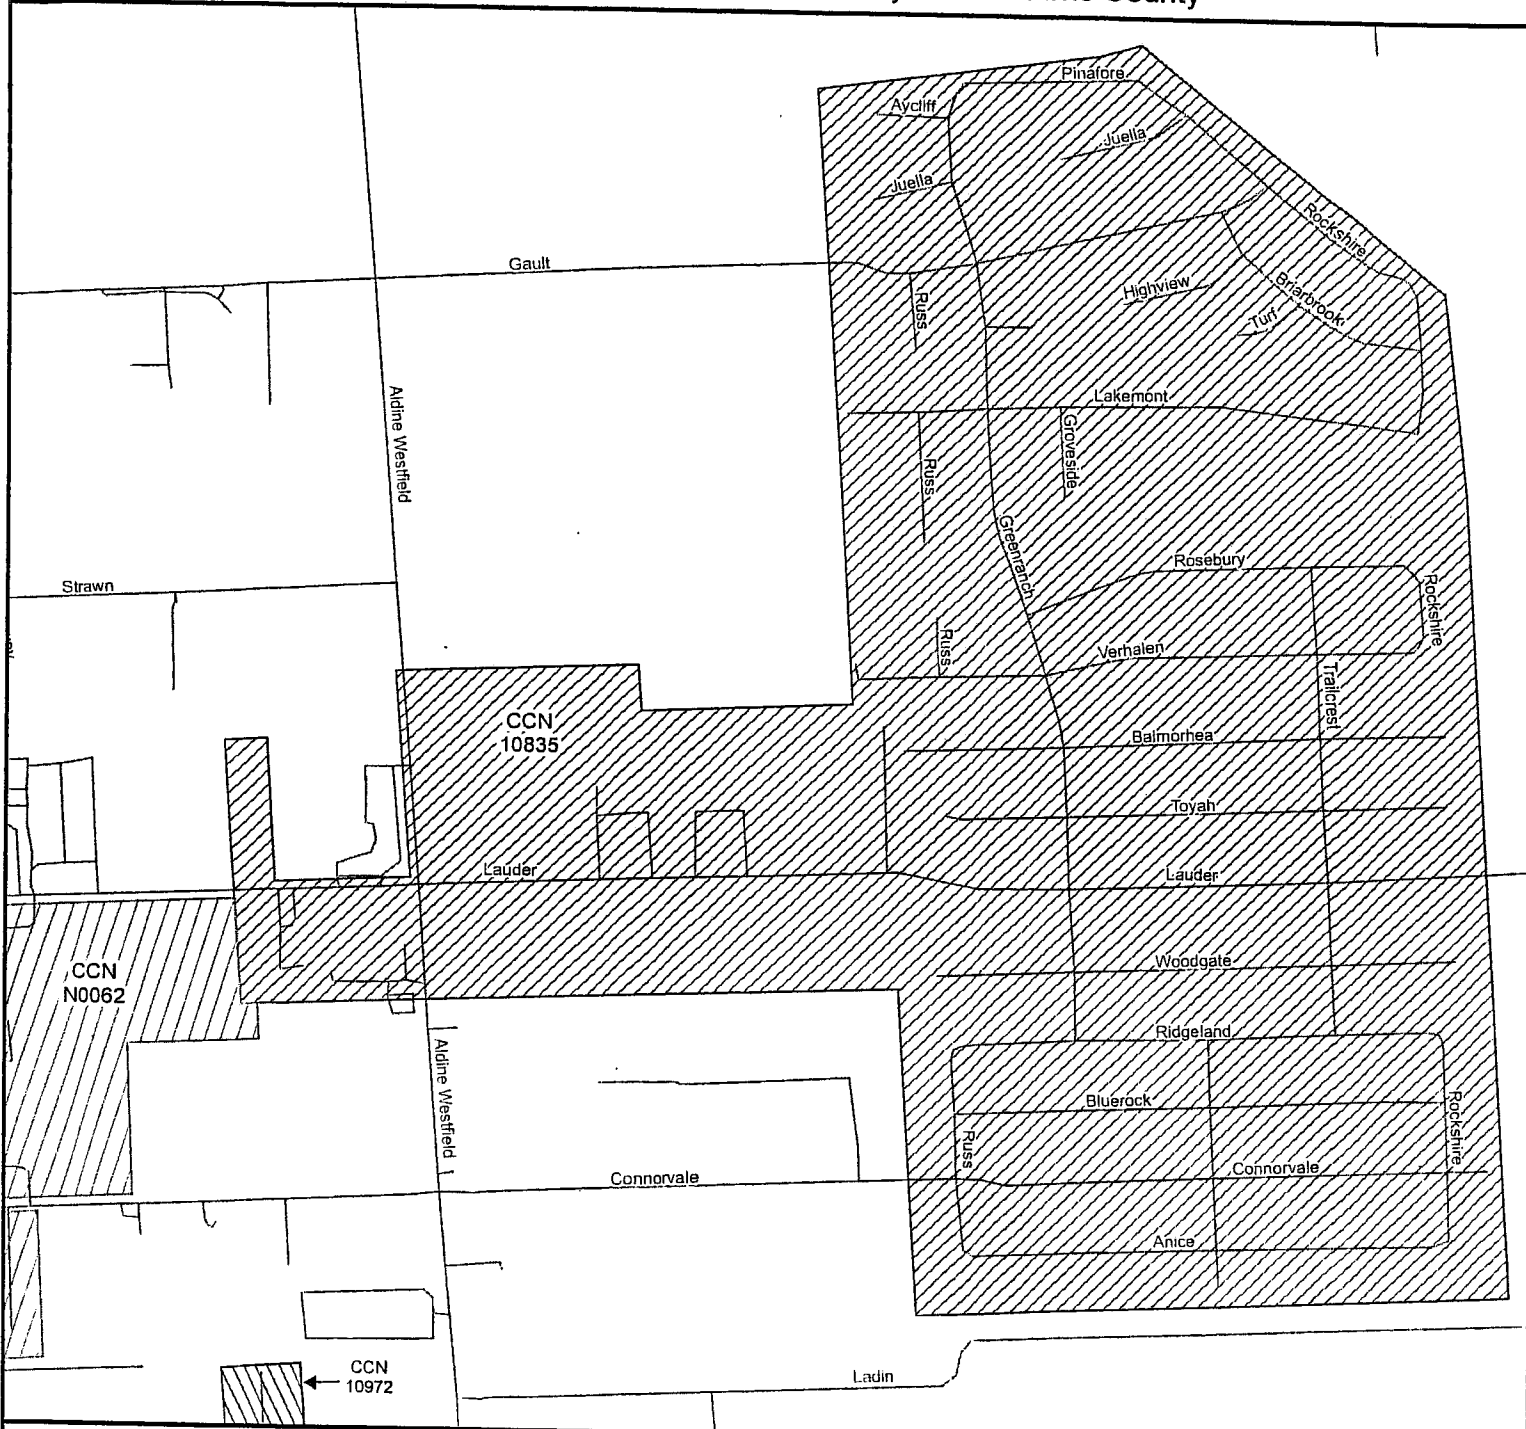 County
Pinafore
Aycliff
Juella
Juella
Rockshire
Gault
Highview
Briarbrook
Russ
Turf
Aldine Westfield
Lakemont
Groveside
Russ
Greenranch
Rosebury
Strawn
Rockshire
Russ
Verhalen
Trailcrest
CCN
10835
Balmorhea
Toyah
Lauder
Lauder
Woodgate
CCN
N0062
Ridgeland
Aldine Westfield
Bluerock
Rockshire
Russ
Connorvale
Connorvale
Anice
CCN
10972
Ladin